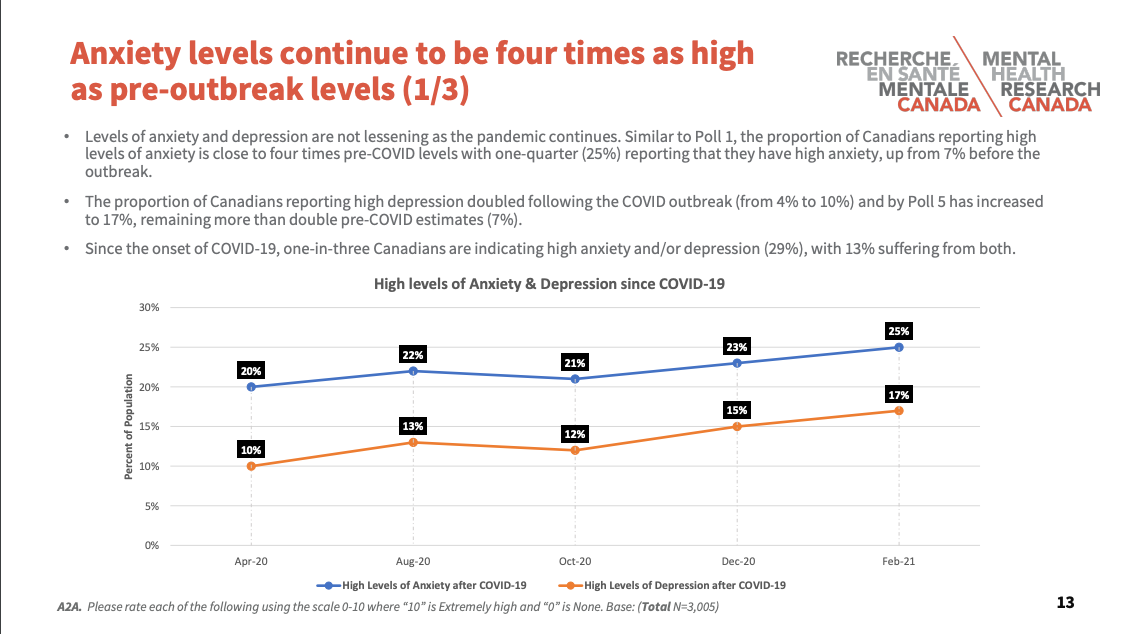 Anxiety levels continue to be four times as high
as pre-outbreak levels (1/3)
RECHERCHE
EN SANTÉ
MENTALE
CANADA
MENTAL
HEALTH
RESEARCH
CANADA
• Levels of anxiety and depression are not lessening as the pandemic continues. Similar to Poll 1, the proportion of Canadians reporting high
levels of anxiety is close to four times pre-COVID levels with one-quarter (25%) reporting that they have high anxiety, up from 7% before the
outbreak.
• The proportion of Canadians reporting high depression doubled following the COVID outbreak (from 4% to 10%) and by Poll 5 has increased
to 17%, remaining more than double pre-COVID estimates (7%).
• Since the onset of COVID-19, one-in-three Canadians are indicating high anxiety and/or depression (29%), with 13% suffering from both.
High levels of Anxiety & Depression since COVID-19
Percent of Population
30%
25%
20%
15%
10%
5%
0%
20%
22%
21%
23%
25%
10%
13%
12%
15%
17%
Apr-20
Aug-20
Oct-20
Dec-20
Feb-21
High Levels of Anxiety after COVID-19
High Levels of Depression after COVID-19
A2A. Please rate each of the following using the scale 0-10 where “10” is Extremely high and “0” is None. Base: (Total N=3,005)
13